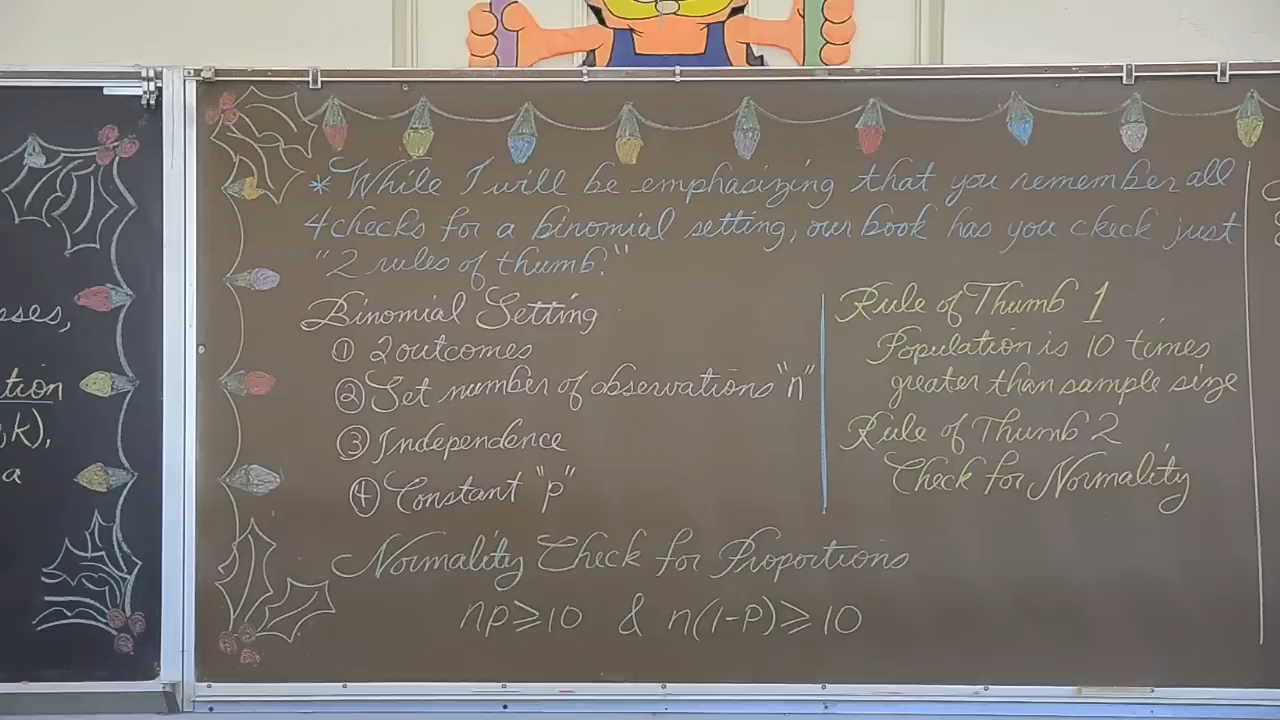 sses,
tion
,k),
a
* While I will be emphasizing that you remember all
4 checks for a binomial setting, our book has you check just
"2 rules of thumb."
Binomial Setting
① 2 outcomes
② Set number of observations "n"
③ Independence
④ Constant "p"
Rule of Thumb 1
Population is 10 times
greater than sample size
Rule of Thumb 2
Check for Normality
Normality Check for Proportions
np ≥ 10 & n(1-p) ≥ 10